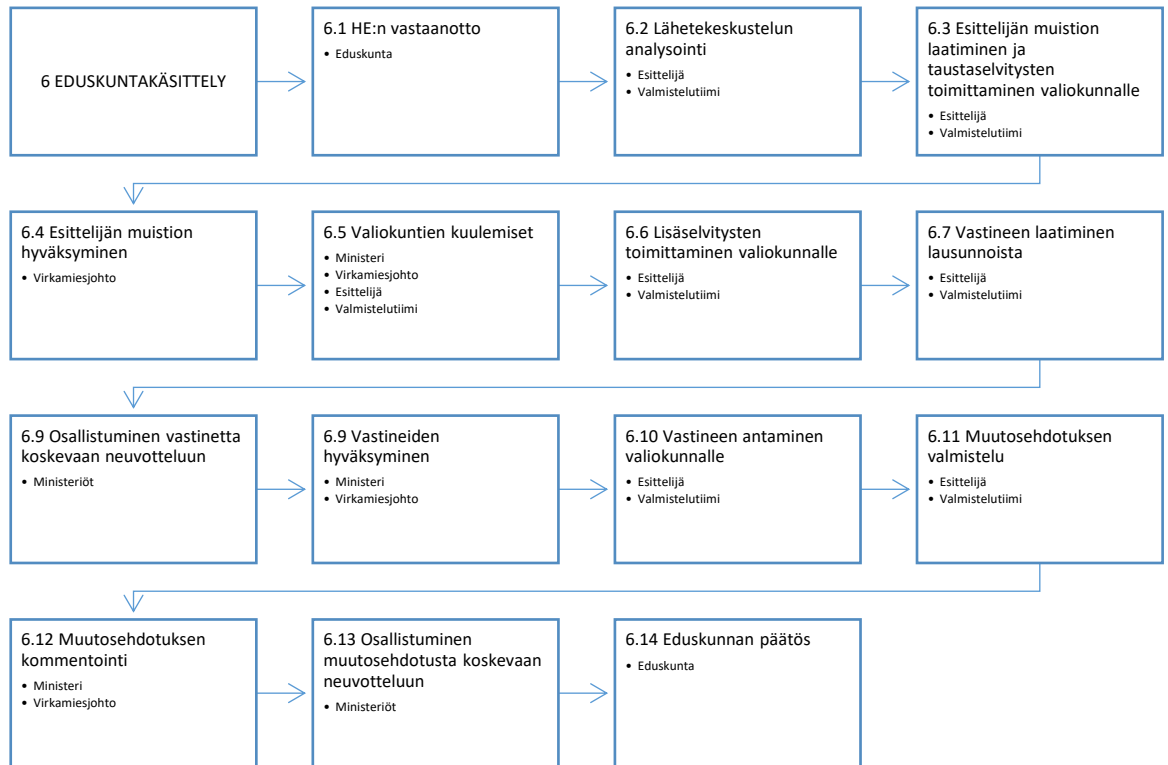 6 EDUSKUNTAKÄSITTELY
6.1 HE:n vastaanotto
• Eduskunta
6.2 Lähetekeskustelun
analysointi
• Esittelijä
• Valmistelutiimi
6.3 Esittelijän muistion
laatiminen ja
taustaselvitysten
toimittaminen valiokunnalle
• Esittelijä
• Valmistelutiimi
6.4 Esittelijän muistion
hyväksyminen
• Virkamiesjohto
6.5 Valiokuntien kuulemiset
• Ministeri
• Virkamiesjohto
• Esittelijä
• Valmistelutiimi
6.6 Lisäselvitysten
toimittaminen valiokunnalle
• Esittelijä
• Valmistelutiimi
6.7 Vastineen laatiminen
lausunnoista
• Esittelijä
• Valmistelutiimi
6.9 Osallistuminen vastinetta
koskevaan neuvotteluun
• Ministeriöt
6.9 Vastineiden
hyväksyminen
• Ministeri
• Virkamiesjohto
6.10 Vastineen antaminen
valiokunnalle
• Esittelijä
• Valmistelutiimi
6.11 Muutosehdotuksen
valmistelu
• Esittelijä
• Valmistelutiimi
6.12 Muutosehdotuksen
kommentointi
• Ministeri
• Virkamiesjohto
6.13 Osallistuminen
muutosehdotusta koskevaan
neuvotteluun
• Ministeriöt
6.14 Eduskunnan päätös
• Eduskunta